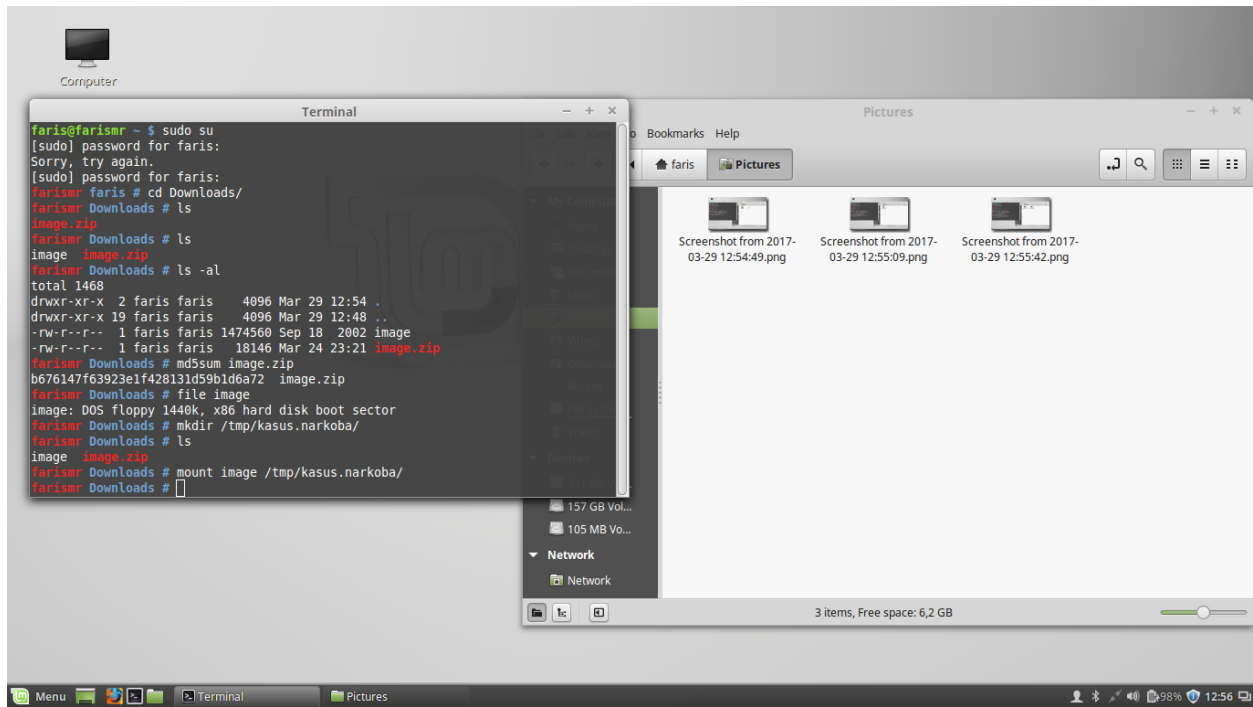 Computer
Terminal
faris@farismr ~ $ sudo su
[sudo] password for faris:
Sorry, try again.
[sudo] password for faris:
farismr faris # cd Downloads/
farismr Downloads # ls
image.zip
farismr Downloads # ls
image  image.zip
farismr Downloads # ls -al
total 1468
drwxr-xr-x  2 faris faris    4096 Mar 29 12:54 .
drwxr-xr-x 19 faris faris    4096 Mar 29 12:48 ..
-rw-r--r--  1 faris faris 1474560 Sep 18  2002 image
-rw-r--r--  1 faris faris   18146 Mar 24 23:21 image.zip
farismr Downloads # md5sum image.zip
b676147f63923e1f428131d59b1d6a72  image.zip
farismr Downloads # file image
image: DOS floppy 1440k, x86 hard disk boot sector
farismr Downloads # mkdir /tmp/kasus.narkoba/
farismr Downloads # ls
image  image.zip
farismr Downloads # mount image /tmp/kasus.narkoba/
farismr Downloads #
Pictures
File Edit View Bookmarks Help
faris Pictures
My Compute
Videos
Trash
Devices
157 GB Vol...
105 MB Vo...
Network
Network
Screenshot from 2017-
03-29 12:54:49.png
Screenshot from 2017-
03-29 12:55:09.png
Screenshot from 2017-
03-29 12:55:42.png
3 items, Free space: 6,2 GB
Menu Terminal Pictures 98% 12:56